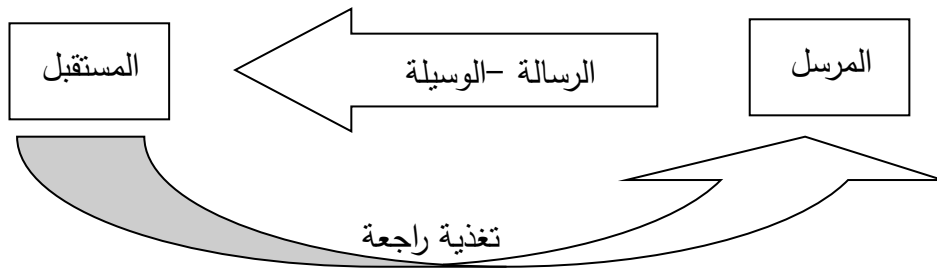 المرسل
الرسالة –الوسيلة
المستقبل
تغذية راجعة